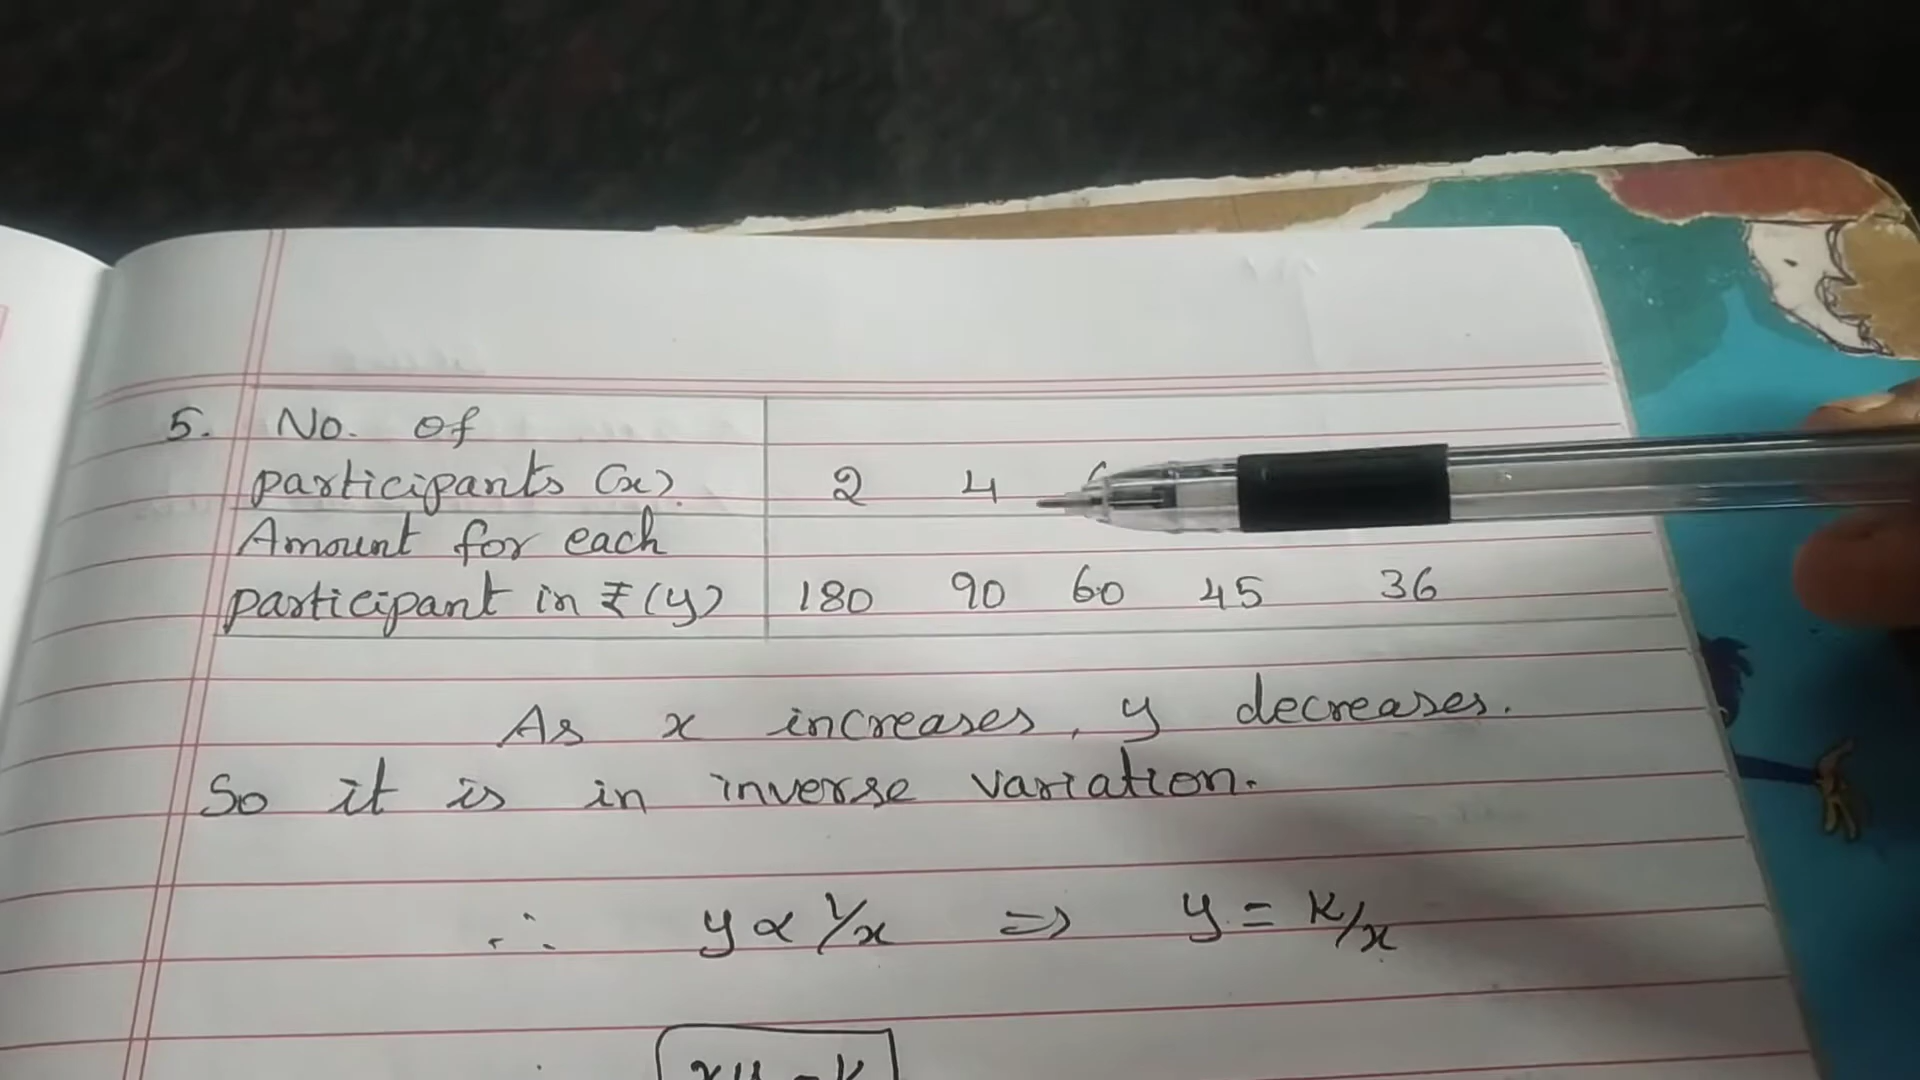 5. No. of
participants (x) 2 4
Amount for each
participant in ₹ (y) 180 90 60 45 36
As x increases, y decreases.
So it is in inverse variation.
∴ y ∝ 1/x ⇒ y = k/x
xy = k